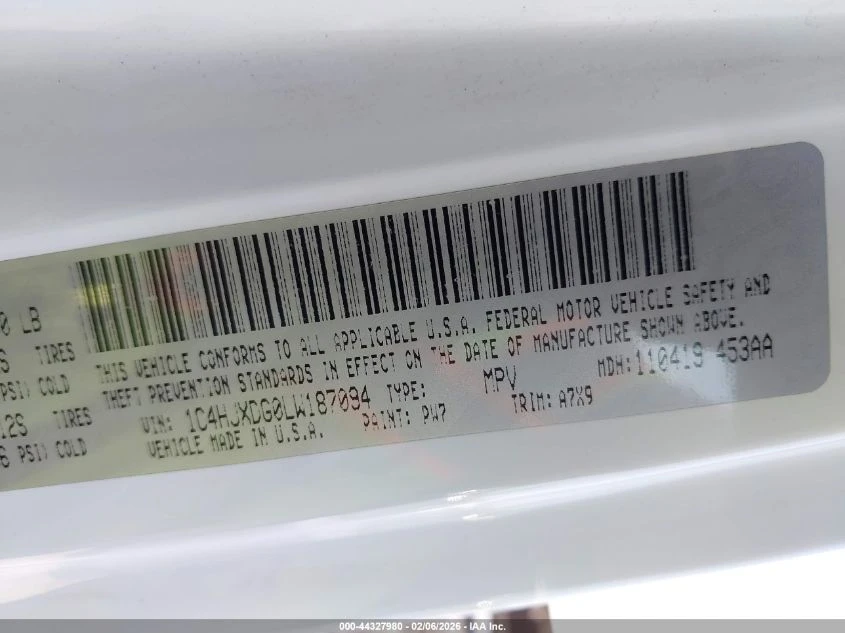 0 LB
S TIRES
PSI) COLD
12S TIRES
6 PSI) COLD
THIS VEHICLE CONFORMS TO ALL APPLICABLE U.S.A. FEDERAL MOTOR VEHICLE SAFETY AND
THEFT PREVENTION STANDARDS IN EFFECT ON THE DATE OF MANUFACTURE SHOWN ABOVE.
VIN: 1C4HJXDG0LW187094 TYPE: MPV MDH:110419 453AA
VEHICLE MADE IN U.S.A. PAINT: PW7 TRIM: A7X9
000-44327980 - 02/06/2026 - IAA Inc.